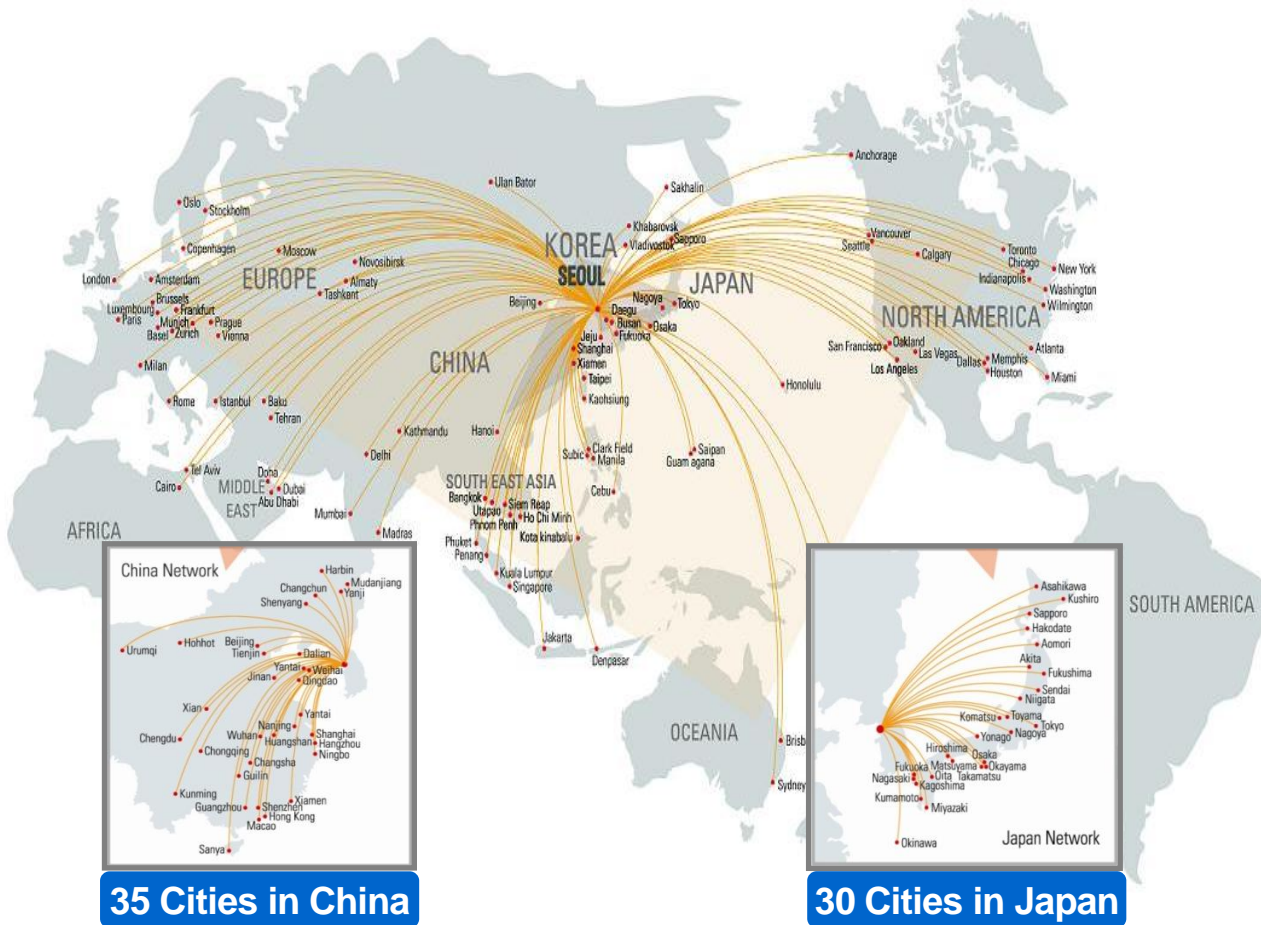 Anchorage
Ulan Bator
Sakhalin
Oslo
Stockholm
Khabarovsk
Vladivostok
Sapporo
KOREA
SEOUL
Copenhagen
Moscow
Novosibirsk
Vancouver
Seattle
Calgary
Toronto
Chicago
Indianapolis
New York
Washington
Wilmington
London
Amsterdam
EUROPE
Almaty
Tashkent
JAPAN
Brussels
Luxembourg
Frankfurt
Paris
Munich
Prague
Basel
Zurich
Vienna
Beijing
Daegu
Nagoya
Tokyo
Busan
Osaka
Fukuoka
Jeju
NORTH AMERICA
Shanghai
Xiamen
CHINA
Taipei
Kaohsiung
San Francisco
Oakland
Las Vegas
Los Angeles
Dallas
Memphis
Houston
Atlanta
Miami
Milan
Honolulu
Rome
Istanbul
Baku
Tehran
Kathmandu
Hanoi
Delhi
Clark Field
Subic
Manila
Saipan
Guam agana
Tel Aviv
Cairo
Doha
Dubai
Abu Dhabi
MIDDLE
EAST
SOUTH EAST ASIA
Bangkok
Siem Reap
Utapao
Phnom Penh
Ho Chi Minh
Cebu
Mumbai
Madras
AFRICA
Phuket
Penang
Kota kinabalu
Kuala Lumpur
Singapore
Jakarta
Denpasar
OCEANIA
Brisb
Sydney
SOUTH AMERICA
China Network
Harbin
Mudanjiang
Changchun
Yanji
Shenyang
Hohhot
Beijing
Tienjin
Urumqi
Dalian
Yantai
Weihai
Jinan
Qingdao
Xian
Yantai
Nanjing
Wuhan
Shanghai
Huangshan
Hangzhou
Chengdu
Chongqing
Ningbo
Changsha
Guilin
Kunming
Xiamen
Guangzhou
Shenzhen
Hong Kong
Macao
Sanya
35 Cities in China
Asahikawa
Kushiro
Sapporo
Hakodate
Aomori
Akita
Fukushima
Sendai
Niigata
Komatsu
Toyama
Tokyo
Yonago
Nagoya
Hiroshima
Osaka
Fukuoka
Matsuyama
Okayama
Nagasaki
Oita
Takamatsu
Kagoshima
Kumamoto
Miyazaki
Okinawa
Japan Network
30 Cities in Japan